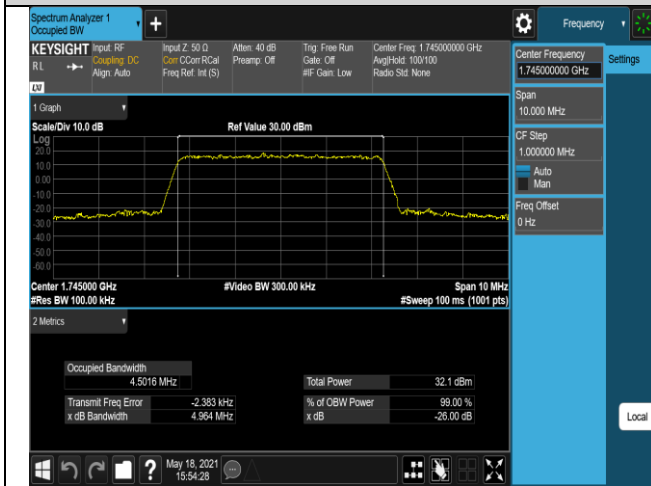 Spectrum Analyzer 1
Occupied BW
Frequency
KEYSIGHT
RL
LXI
Input: RF
Coupling: DC
Align: Auto
Input Z: 50 Ω
Corr CCorr RCal
Freq Ref: Int (S)
Atten: 40 dB
Preamp: Off
Trig: Free Run
Gate: Off
#IF Gain: Low
Center Freq: 1.745000000 GHz
Avg|Hold: 100/100
Radio Std: None
Center Frequency
1.745000000 GHz
Settings
Span
10.000 MHz
CF Step
1.000000 MHz
Auto
Man
Freq Offset
0 Hz
Local
1 Graph
Scale/Div 10.0 dB
Ref Value 30.00 dBm
Log
20.0
10.0
0.00
-10.0
-20.0
-30.0
-40.0
-50.0
-60.0
Center 1.745000 GHz
#Video BW 300.00 kHz
Span 10 MHz
#Res BW 100.00 kHz
#Sweep 100 ms (1001 pts)
2 Metrics
Occupied Bandwidth
4.5016 MHz
Total Power 32.1 dBm
Transmit Freq Error -2.383 kHz
% of OBW Power 99.00 %
x dB Bandwidth 4.964 MHz
x dB -26.00 dB
?
May 18, 2021
15:54:28